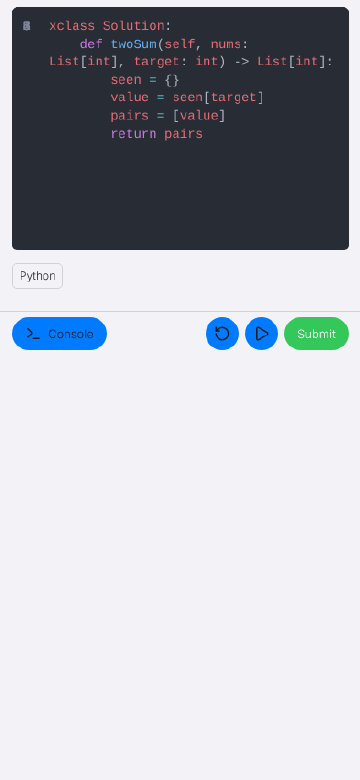 xclass Solution:
    def twoSum(self, nums:
List[int], target: int) -> List[int]:
        seen = {}
        value = seen[target]
        pairs = [value]
        return pairs
Python
Console
Submit